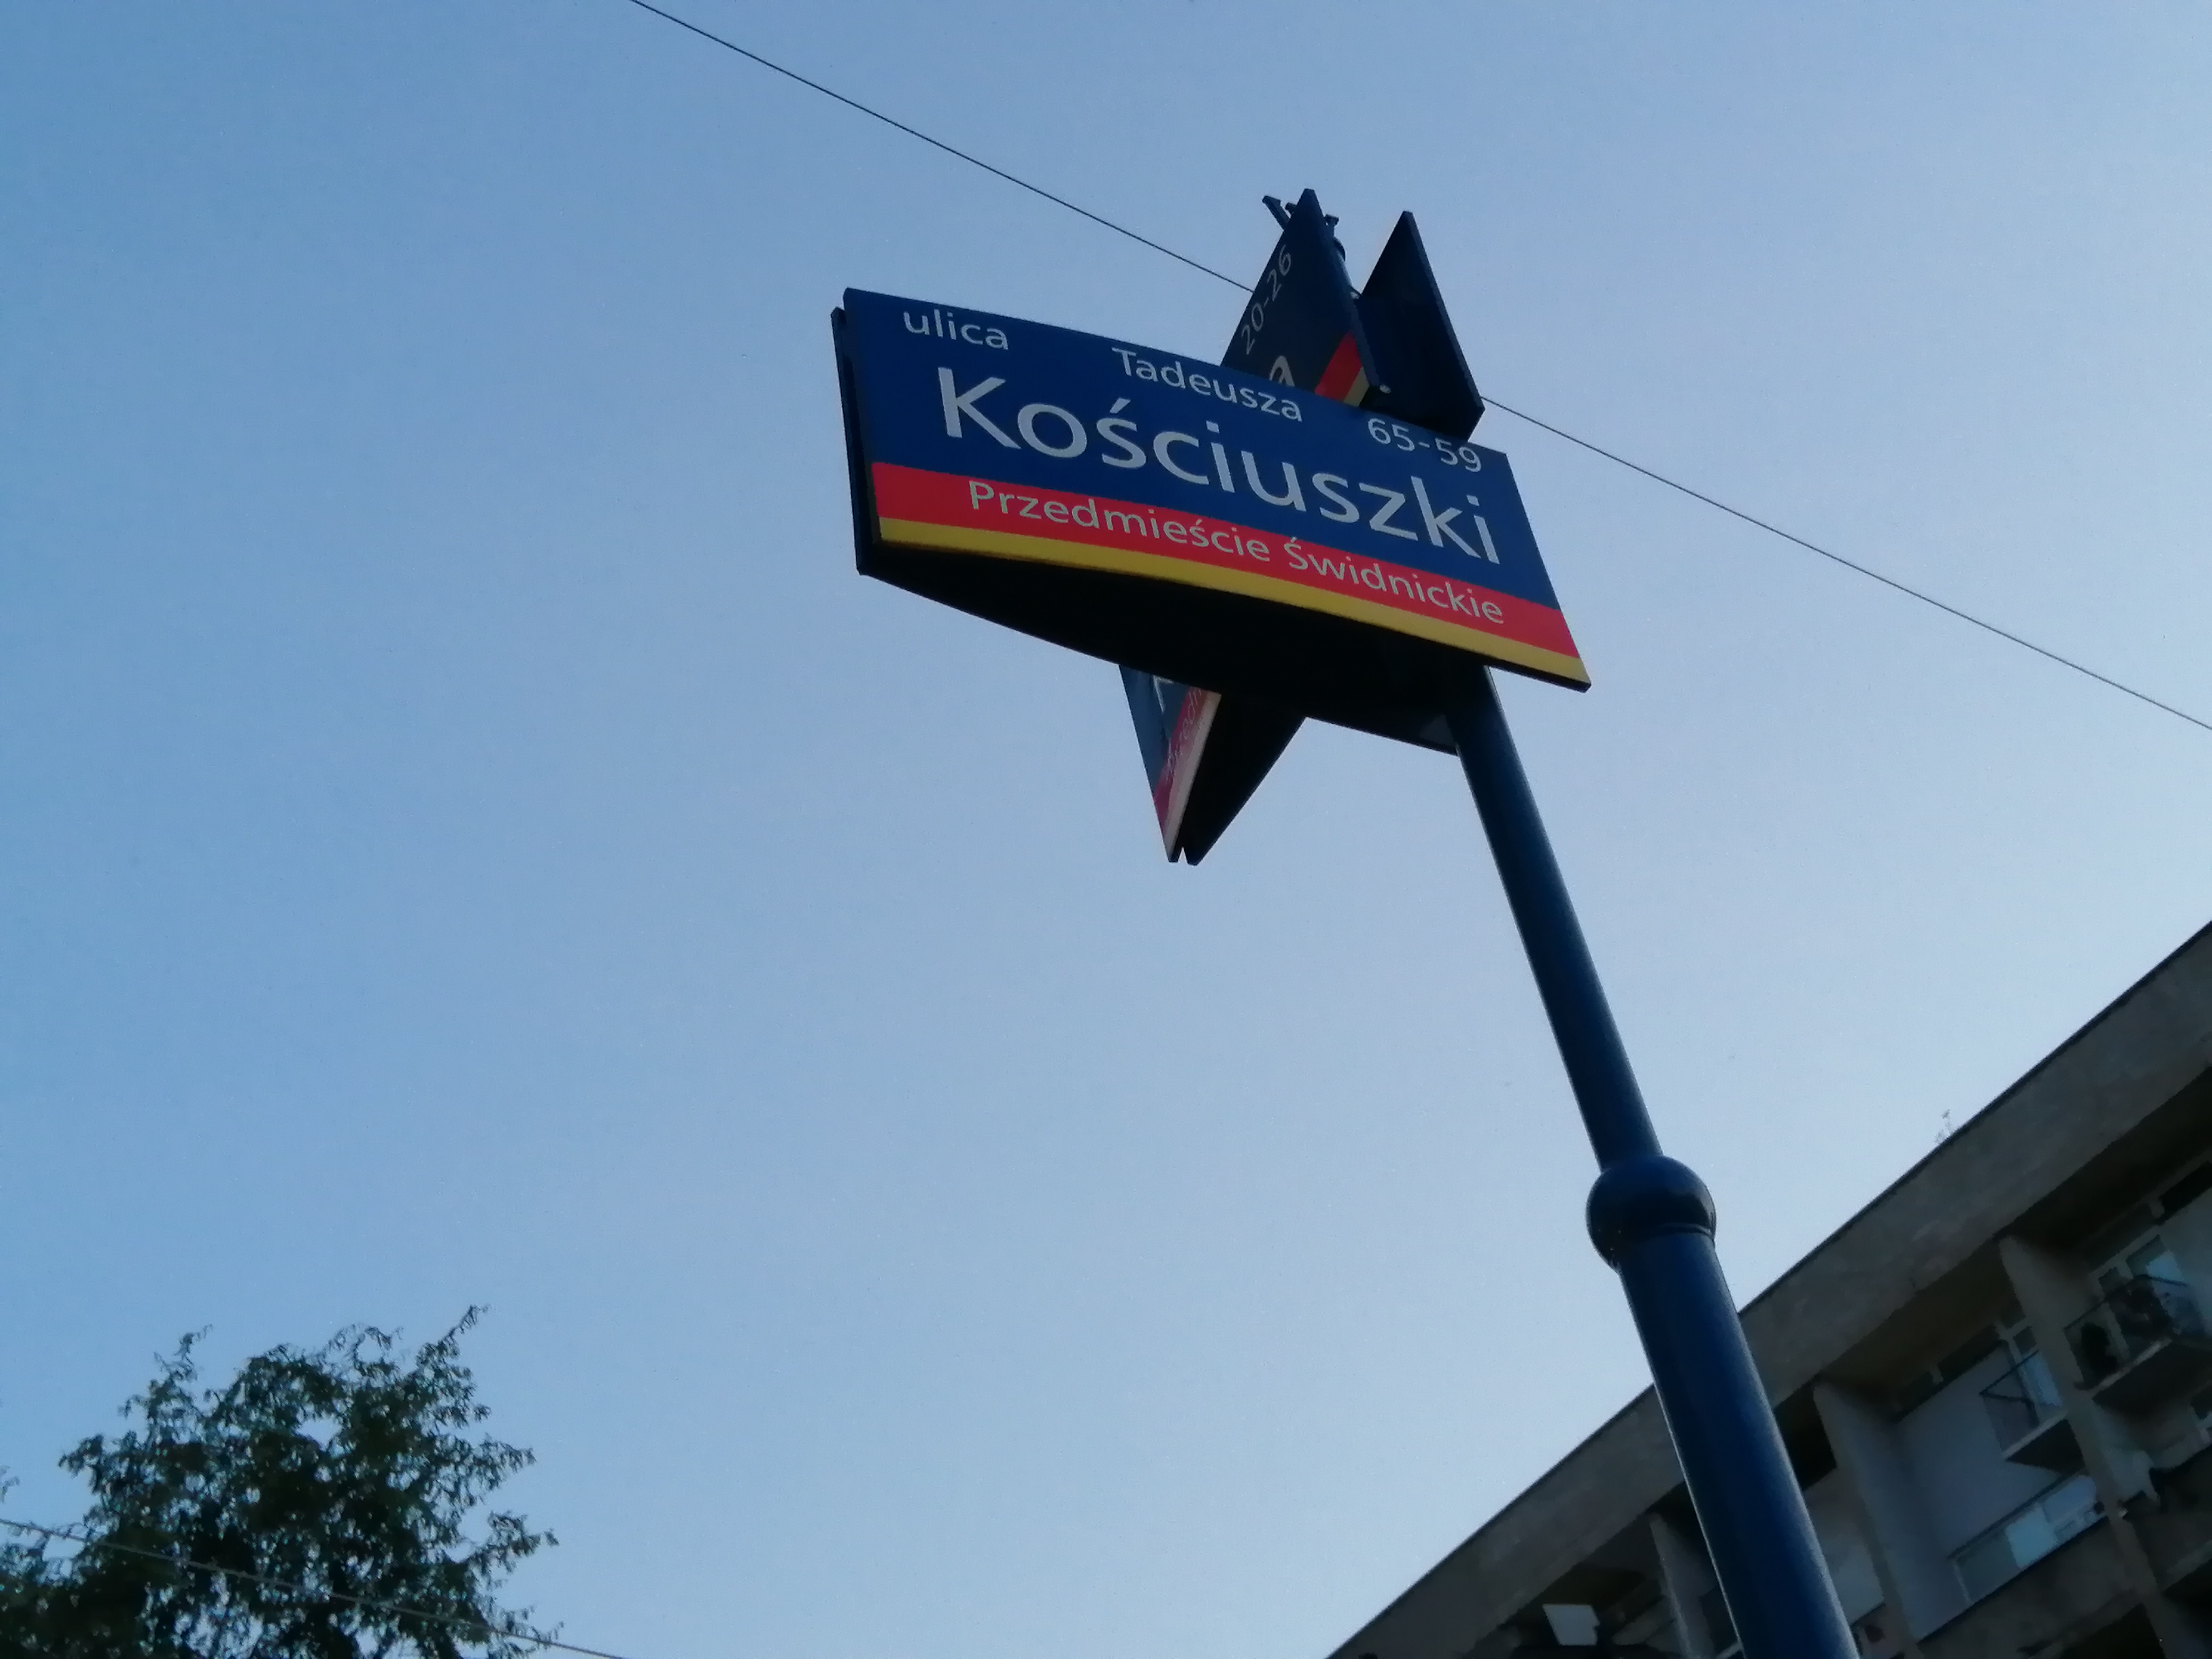 ulica
Tadeusza
65-59
Kościuszki
Przedmieście Świdnickie
20-26